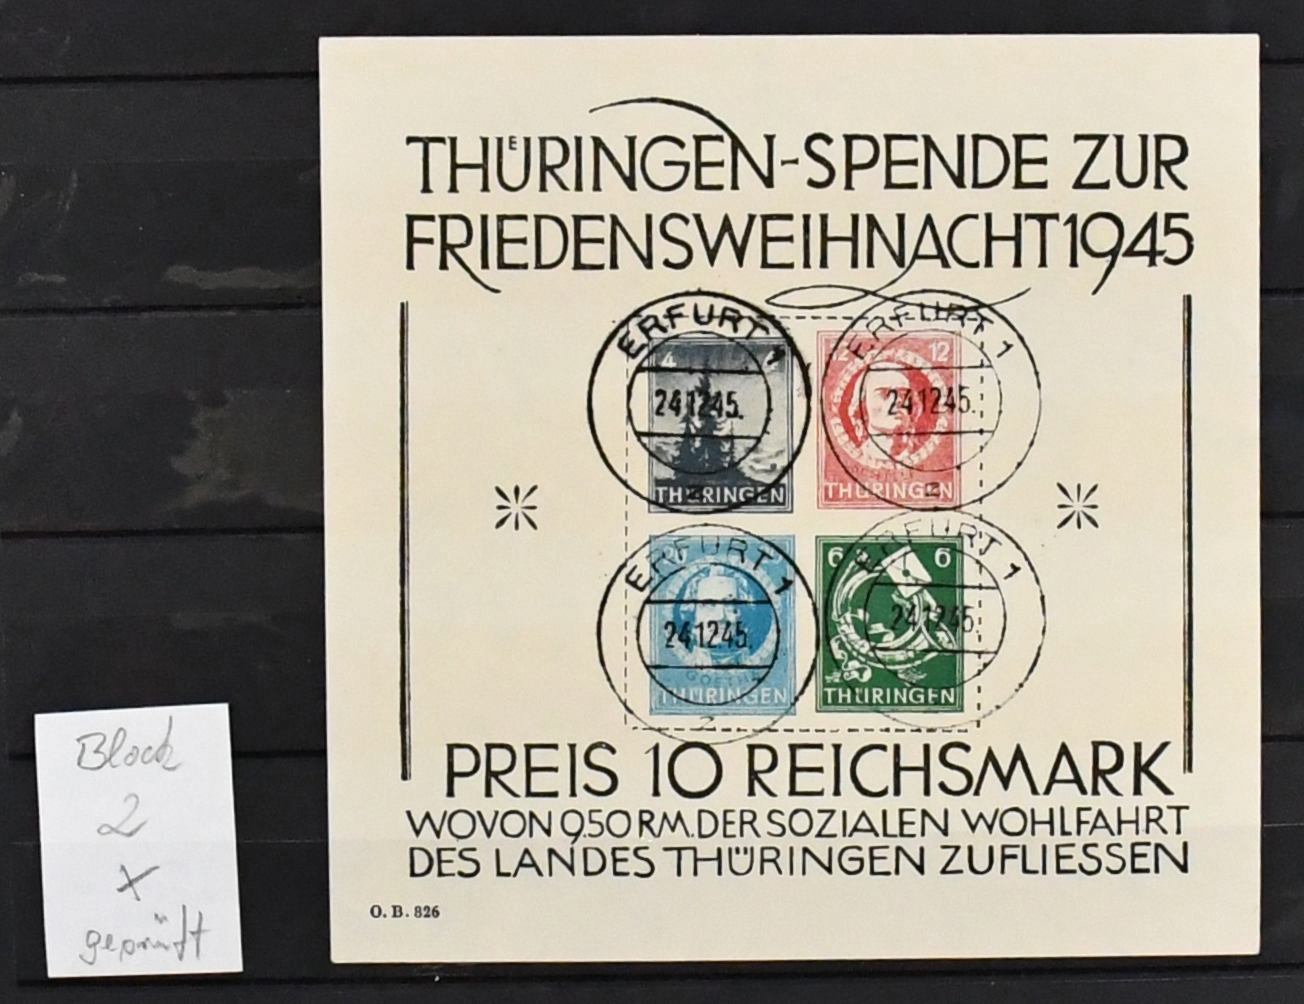 THÜRINGEN-SPENDE ZUR
FRIEDENSWEIHNACHT 1945
ERFURT 1
24.12.45.
4
THÜRINGEN
ERFURT 1
24.12.45.
12 12
THÜRINGEN
ERFURT 1
24.12.45.
GOETHE
THÜRINGEN
2
ERFURT 1
24.12.45.
6 6
THÜRINGEN
PREIS 10 REICHSMARK
WOVON 9.50 RM. DER SOZIALEN WOHLFAHRT
DES LANDES THÜRINGEN ZUFLIESSEN
O. B. 826
Block
2
x
geprüft